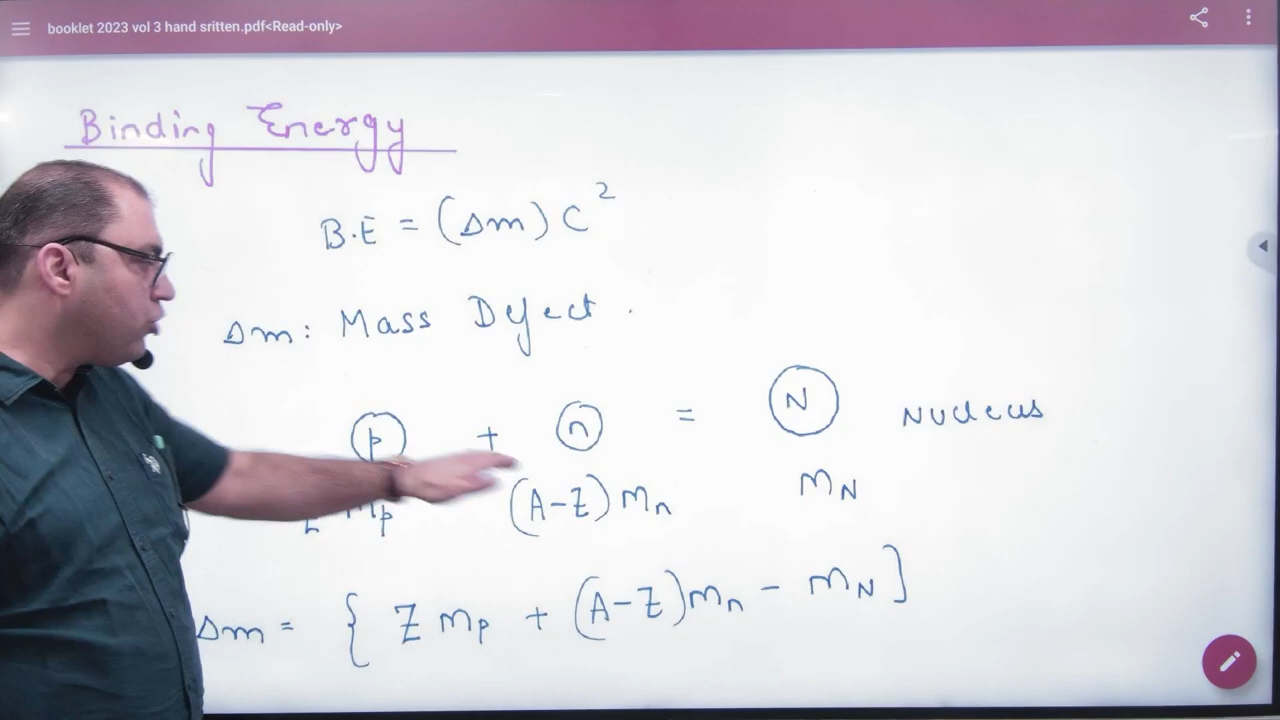 booklet 2023 vol 3 hand sritten.pdf<Read-only>
Binding Energy
B.E = (Δm) C²
Δm: Mass Defect.
p + n = N Nucleus
Z Mp (A-Z) Mn MN
Δm = { Z Mp + (A-Z) Mn - MN ]